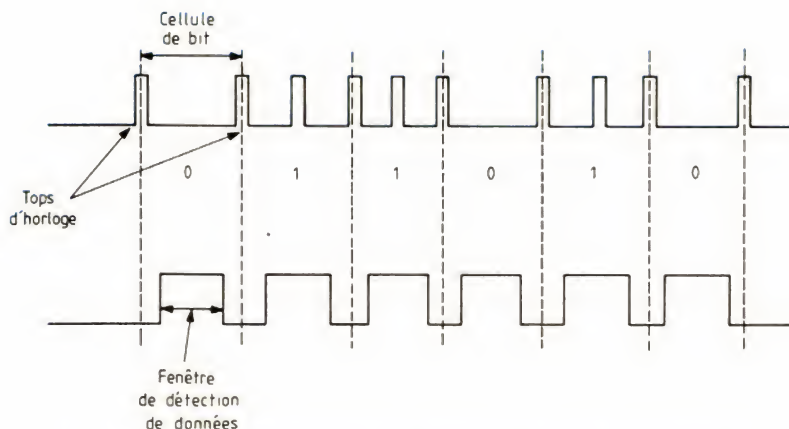 Cellule
de bit
0 1 1 0 1 0
Tops
d'horloge
Fenêtre
de détection
de données